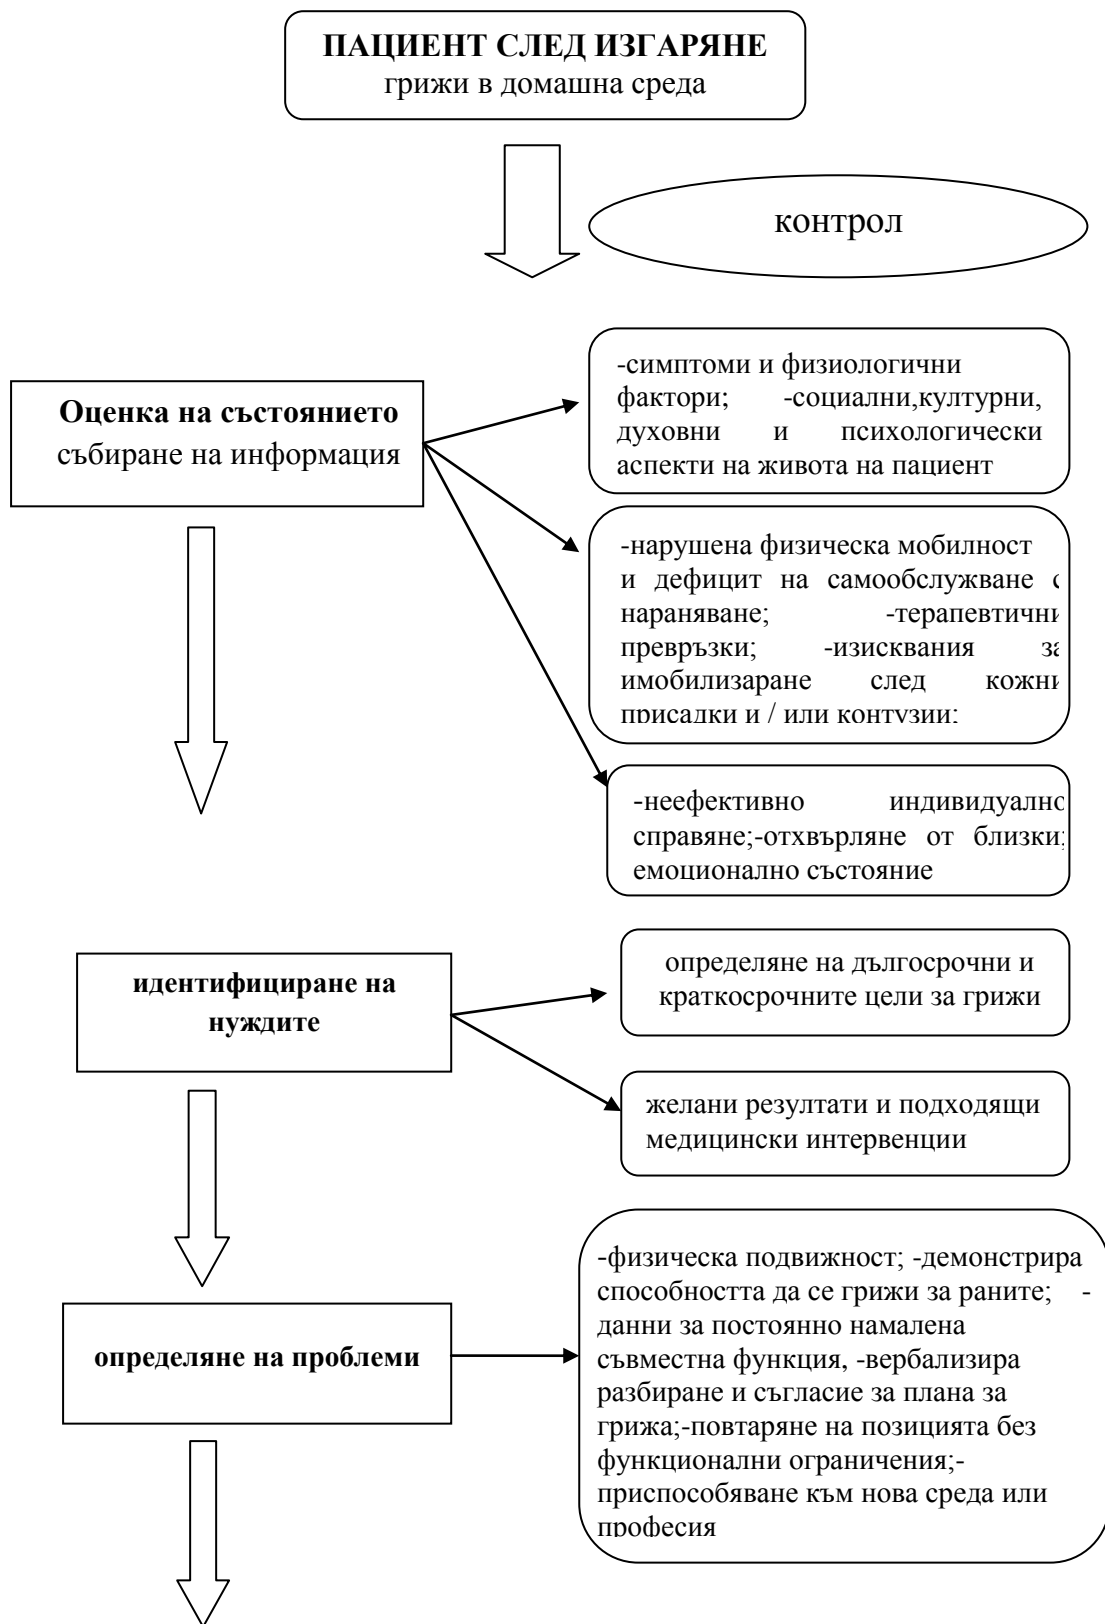 ПАЦИЕНТ СЛЕД ИЗГАРЯНЕ
грижи в домашна среда
контрол
Оценка на състоянието
събиране на информация
-симптоми и физиологични
фактори; -социални,културни,
духовни и психологически
аспекти на живота на пациент
-нарушена физическа мобилност
и дефицит на самообслужване с
нараняване; -терапевтични
превръзки; -изисквания за
имобилизаране след кожни
присадки и / или контузии;
-неефективно индивидуално
справяне;-отхвърляне от близки;
емоционално състояние
идентифициране на
нуждите
определяне на дългосрочни и
краткосрочните цели за грижи
желани резултати и подходящи
медицински интервенции
определяне на проблеми
-физическа подвижност; -демонстрира
способността да се грижи за раните; -
данни за постоянно намалена
съвместна функция, -вербализира
разбиране и съгласие за плана за
грижа;-повтаряне на позицията без
функционални ограничения;-
приспособяване към нова среда или
професия